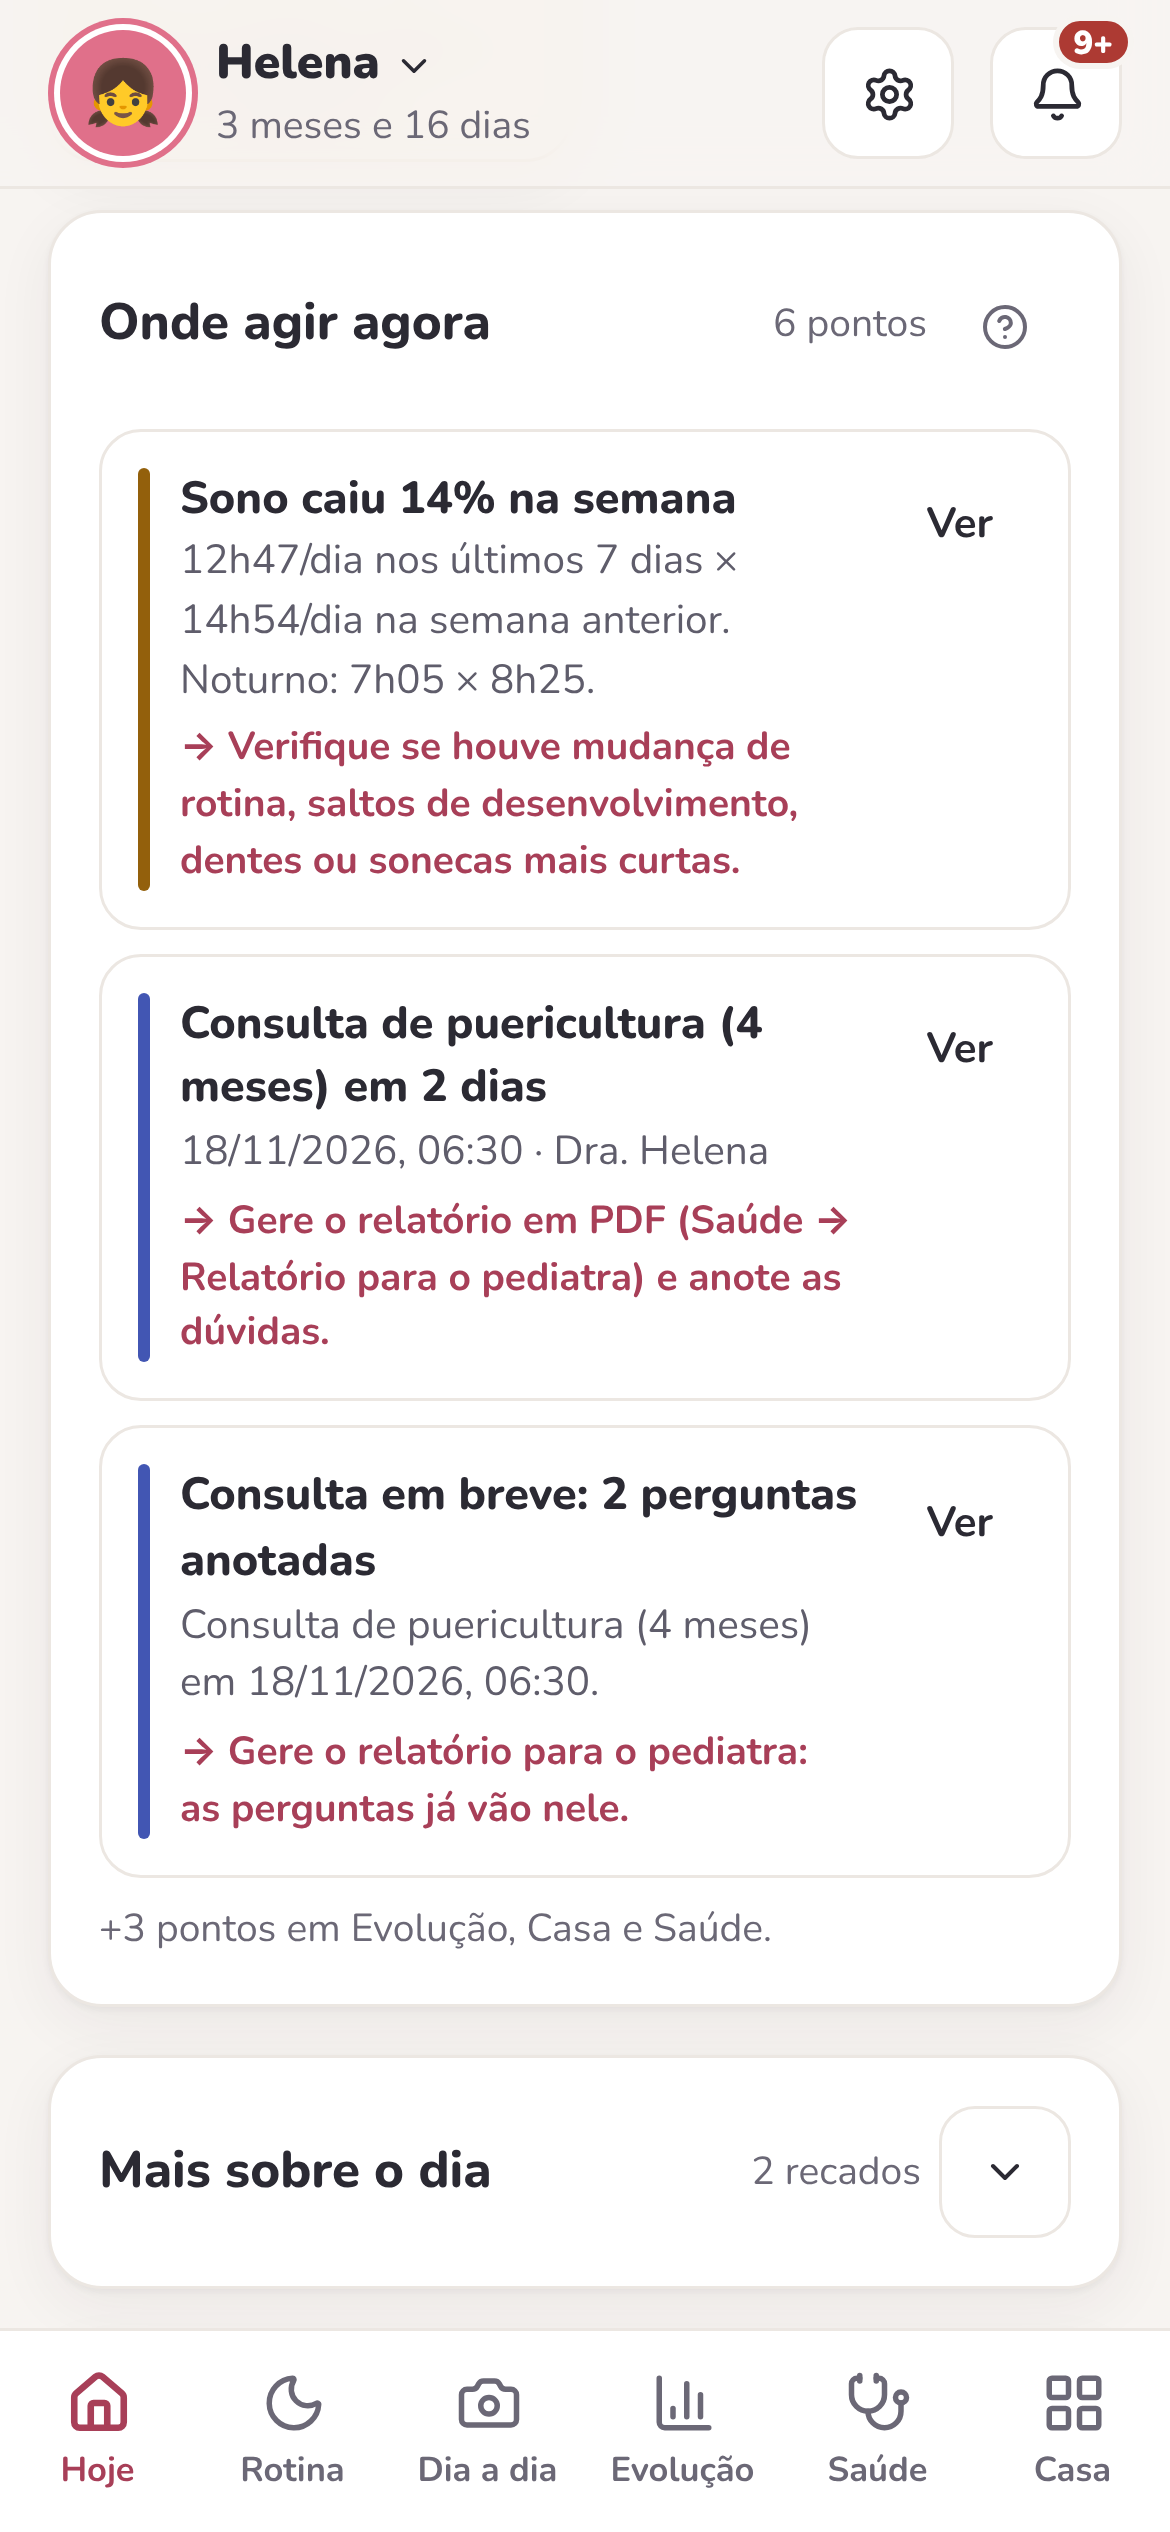 Helena
3 meses e 16 dias
9+
Onde agir agora
6 pontos
Sono caiu 14% na semana
Ver
12h47/dia nos últimos 7 dias ×
14h54/dia na semana anterior.
Noturno: 7h05 × 8h25.
→ Verifique se houve mudança de
rotina, saltos de desenvolvimento,
dentes ou sonecas mais curtas.
Consulta de puericultura (4
meses) em 2 dias
Ver
18/11/2026, 06:30 · Dra. Helena
→ Gere o relatório em PDF (Saúde →
Relatório para o pediatra) e anote as
dúvidas.
Consulta em breve: 2 perguntas
anotadas
Ver
Consulta de puericultura (4 meses)
em 18/11/2026, 06:30.
→ Gere o relatório para o pediatra:
as perguntas já vão nele.
+3 pontos em Evolução, Casa e Saúde.
Mais sobre o dia
2 recados
Hoje
Rotina
Dia a dia
Evolução
Saúde
Casa